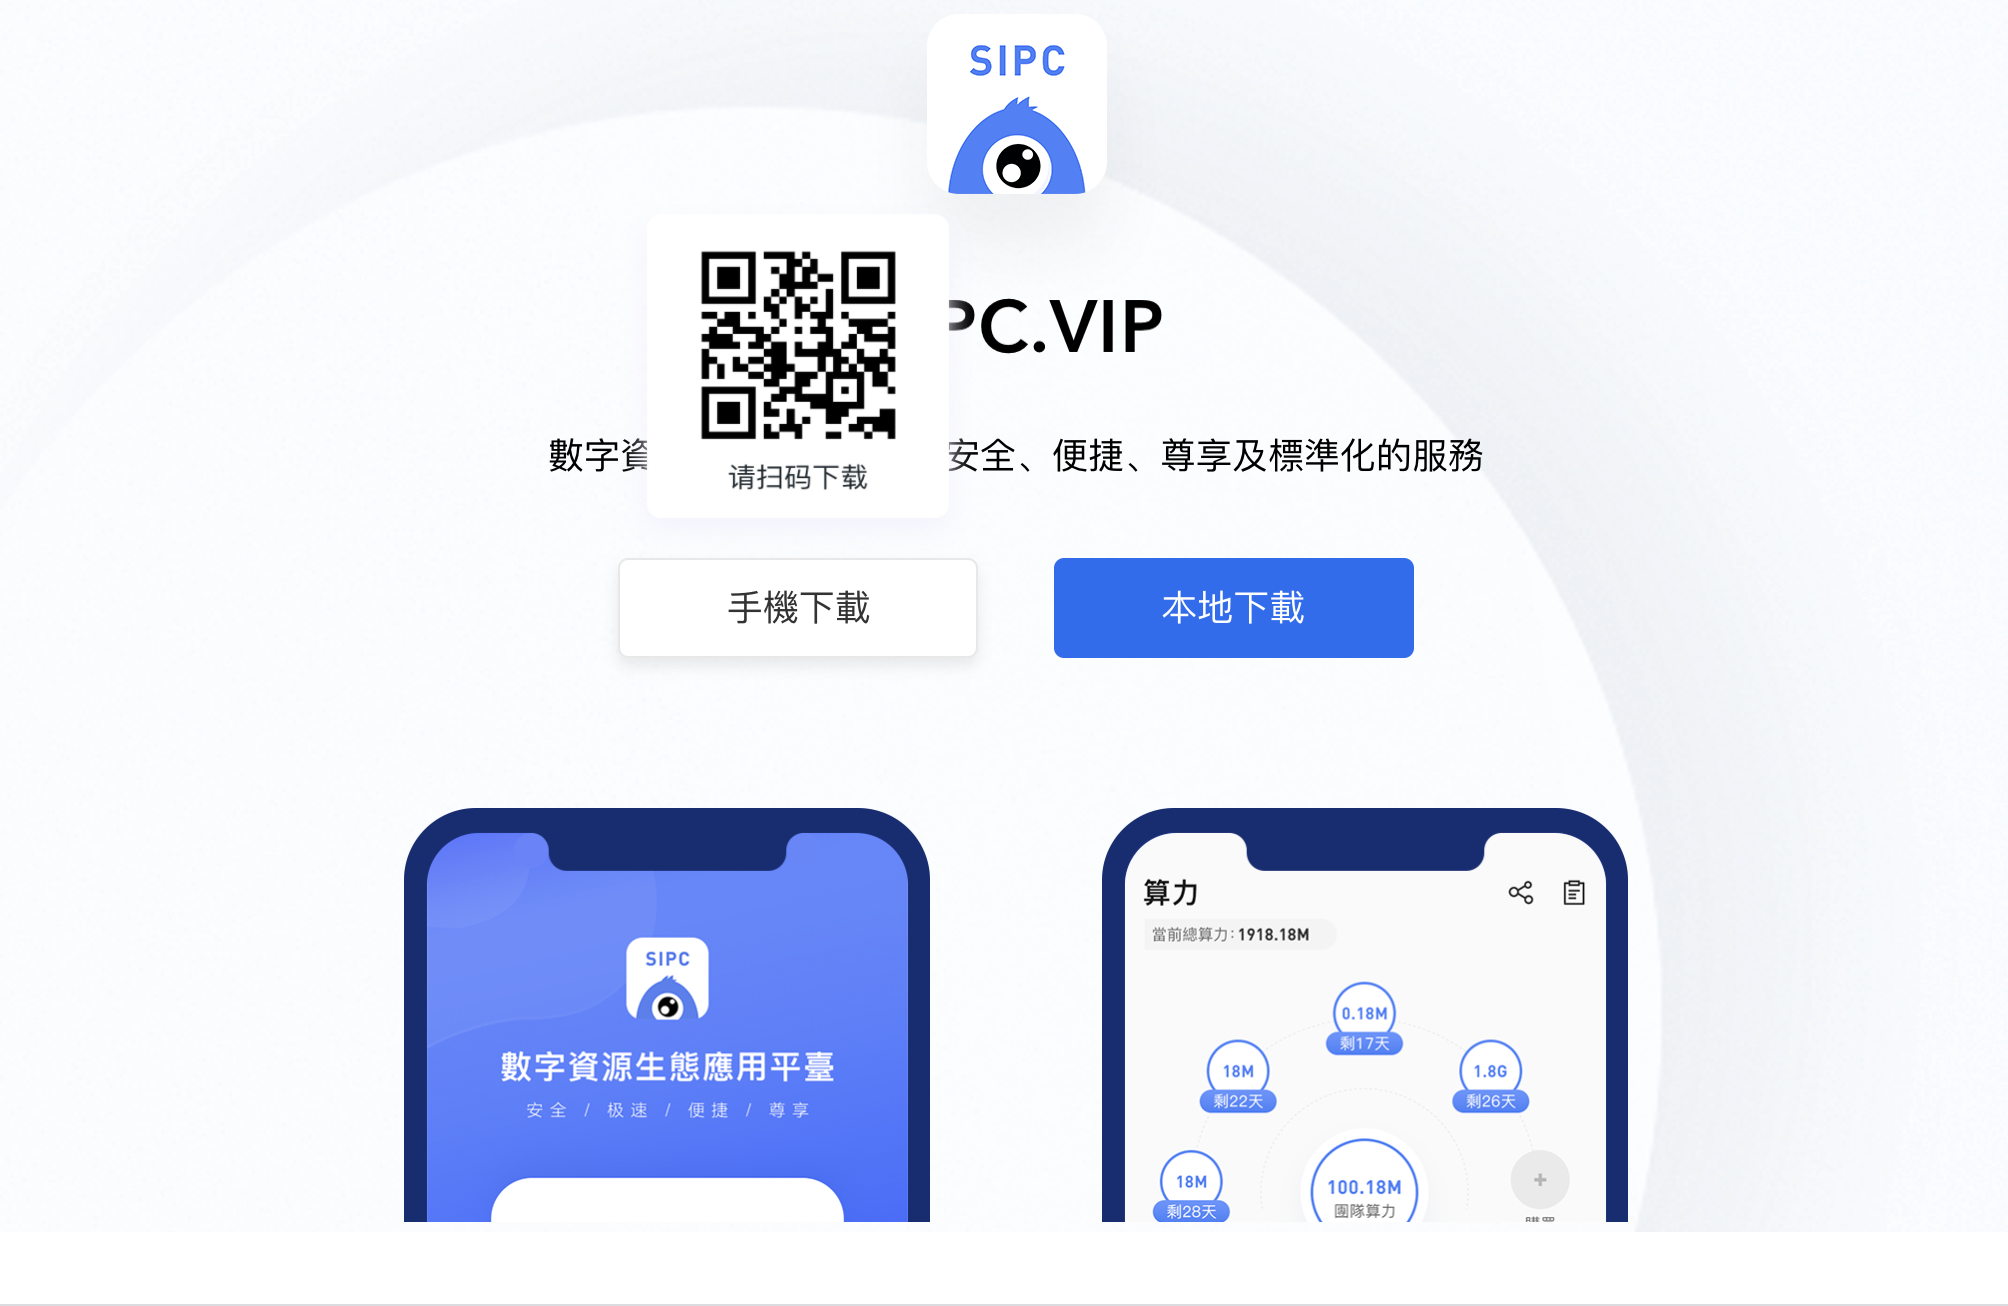 SIPC
PC.VIP
请扫码下载
數字資
安全、便捷、尊享及標準化的服務
手機下載
本地下載
SIPC
數字資源生態應用平臺
安全 / 极速 / 便捷 / 尊享
算力
當前總算力:1918.18M
0.18M
剩17天
18M
剩22天
1.8G
剩26天
18M
剩28天
100.18M
團隊算力
+